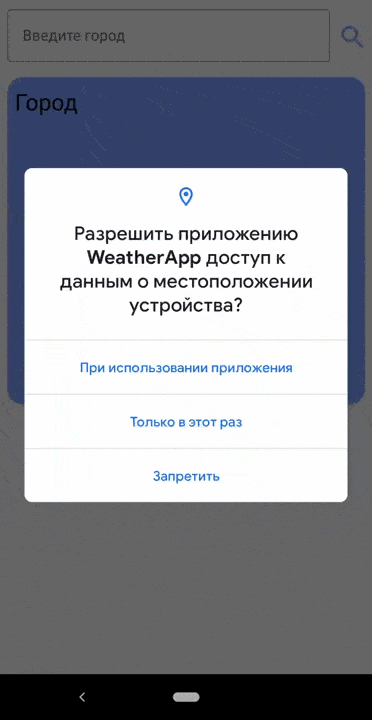 Введите город
Город
Разрешить приложению
WeatherApp доступ к
данным о местоположении
устройства?
При использовании приложения
Только в этот раз
Запретить